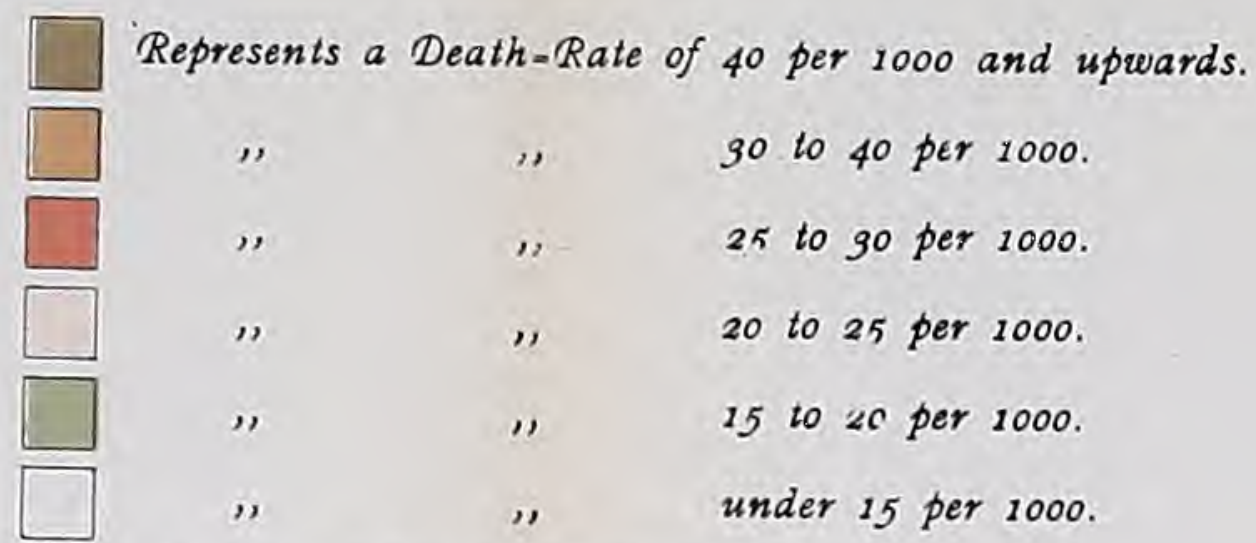 Represents a Death=Rate of 40 per 1000 and upwards.
,, ,, 30 to 40 per 1000.
,, ,, 25 to 30 per 1000.
,, ,, 20 to 25 per 1000.
,, ,, 15 to 20 per 1000.
,, ,, under 15 per 1000.